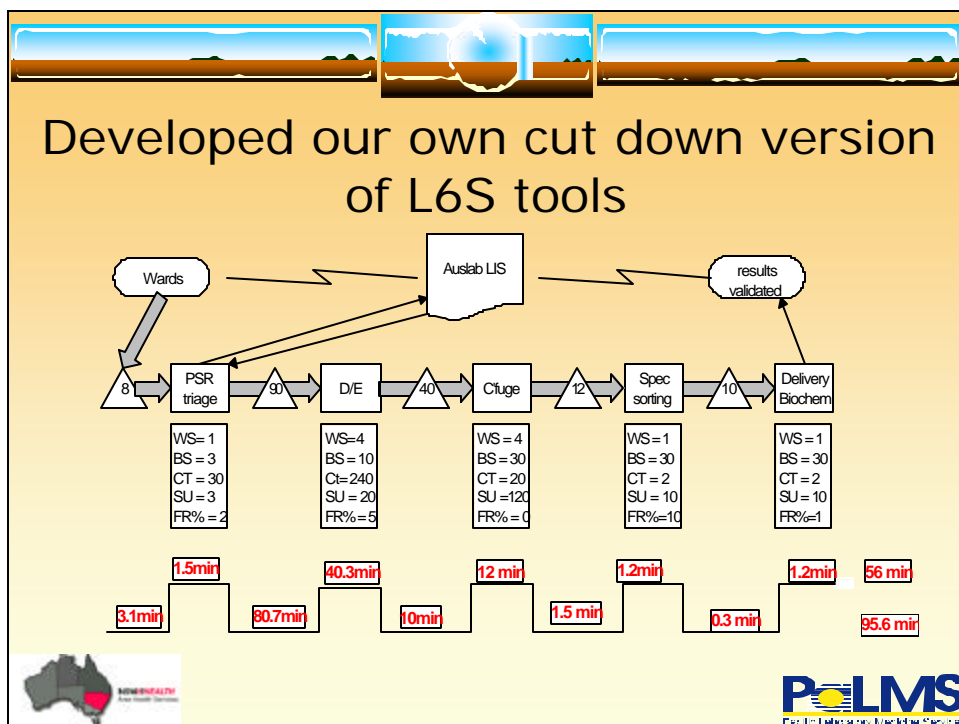 Developed our own cut down version
of L6S tools
Wards
Auslab LIS
results
validated
8
PSR
triage
90
D/E
40
C'fuge
12
Spec
sorting
10
Delivery
Biochem
WS= 1
BS = 3
CT = 30
SU = 3
FR% = 2
WS=4
BS = 10
Ct=240
SU = 20
FR% = 5
WS = 4
BS = 30
CT = 20
SU =120
FR% = 0
WS = 1
BS = 30
CT = 2
SU = 10
FR%=10
WS = 1
BS = 30
CT = 2
SU = 10
FR%=1
1.5min
40.3min
12 min
1.2min
1.2min
56 min
3.1min
80.7min
10min
1.5 min
0.3 min
95.6 min
PLMS